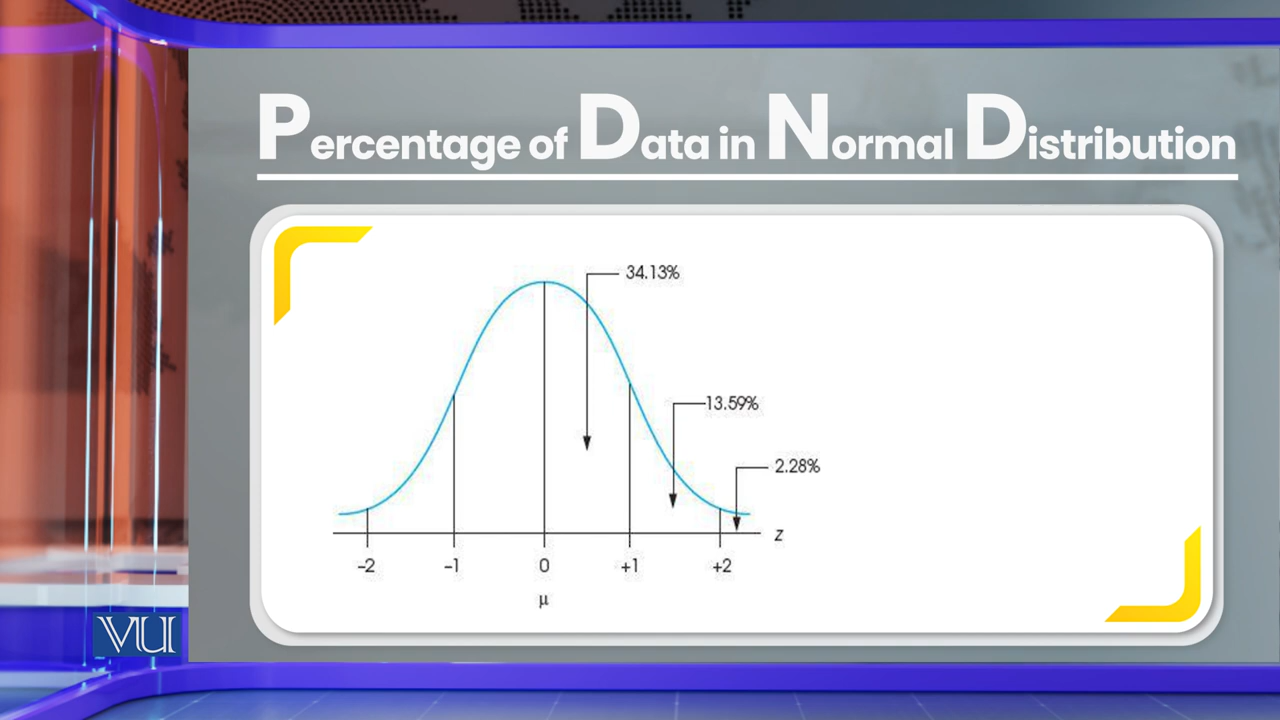 Percentage of Data in Normal Distribution
34.13%
13.59%
2.28%
z
–2 –1 0 +1 +2
μ
VU